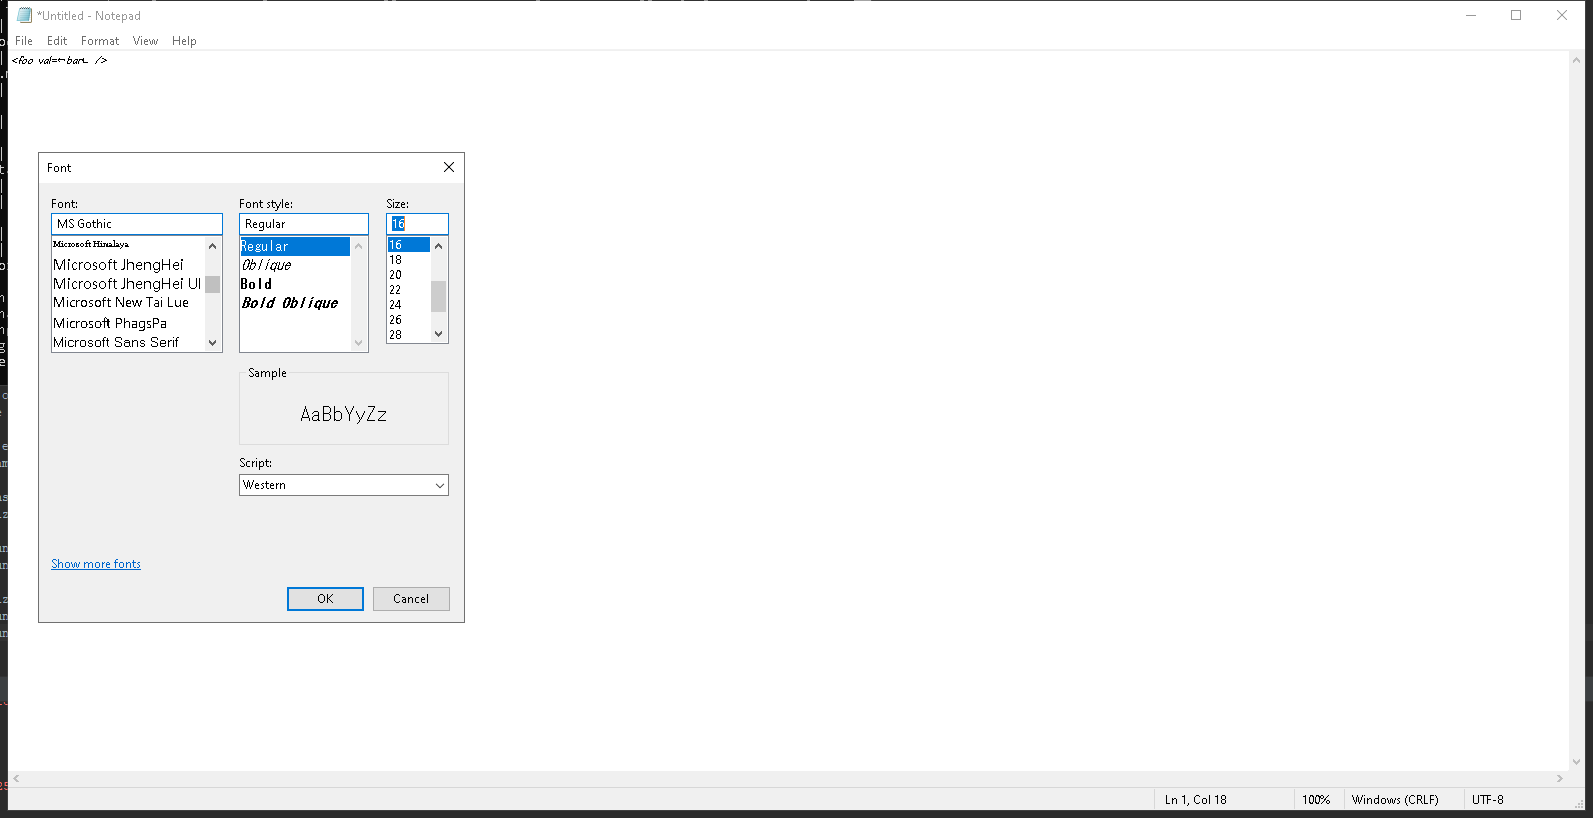 *Untitled - Notepad
File Edit Format View Help
<foo val=←bar← />
Font
Font: Font style: Size:
MS Gothic Regular 16
Microsoft Himalaya
Microsoft JhengHei
Microsoft JhengHei UI
Microsoft New Tai Lue
Microsoft PhagsPa
Microsoft Sans Serif
Regular
Oblique
Bold
Bold Oblique
16
18
20
22
24
26
28
Sample
AaBbYyZz
Script:
Western
Show more fonts
OK Cancel
Ln 1, Col 18 100% Windows (CRLF) UTF-8